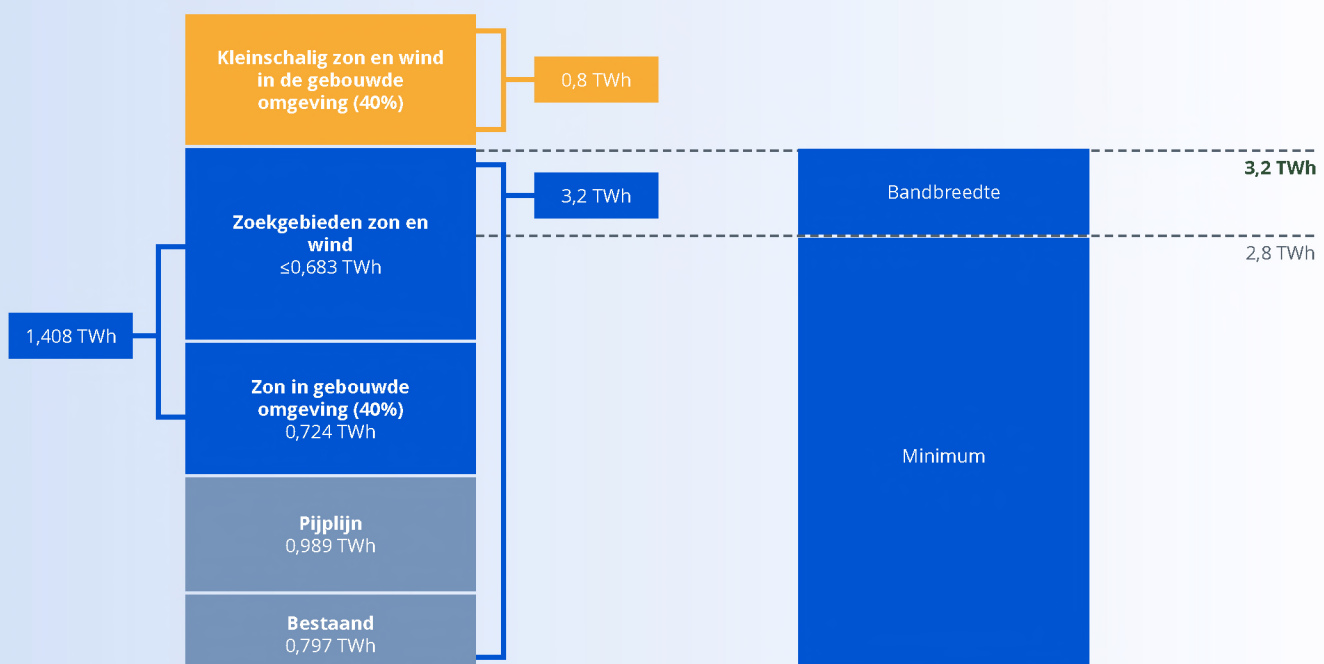 Kleinschalig zon en wind
in de gebouwde
omgeving (40%)
0,8 TWh
3,2 TWh
Zoekgebieden zon en
wind
≤0,683 TWh
1,408 TWh
Zon in gebouwde
omgeving (40%)
0,724 TWh
Pijplijn
0,989 TWh
Bestaand
0,797 TWh
Bandbreedte
Minimum
3,2 TWh
2,8 TWh